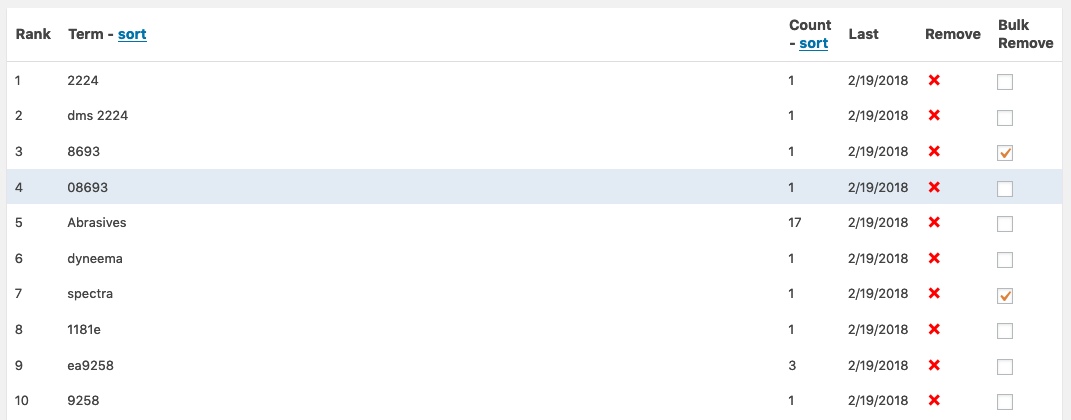 Rank Term - sort Count - sort Last Remove Bulk Remove
1 2224 1 2/19/2018
2 dms 2224 1 2/19/2018
3 8693 1 2/19/2018
4 08693 1 2/19/2018
5 Abrasives 17 2/19/2018
6 dyneema 1 2/19/2018
7 spectra 1 2/19/2018
8 1181e 1 2/19/2018
9 ea9258 3 2/19/2018
10 9258 1 2/19/2018